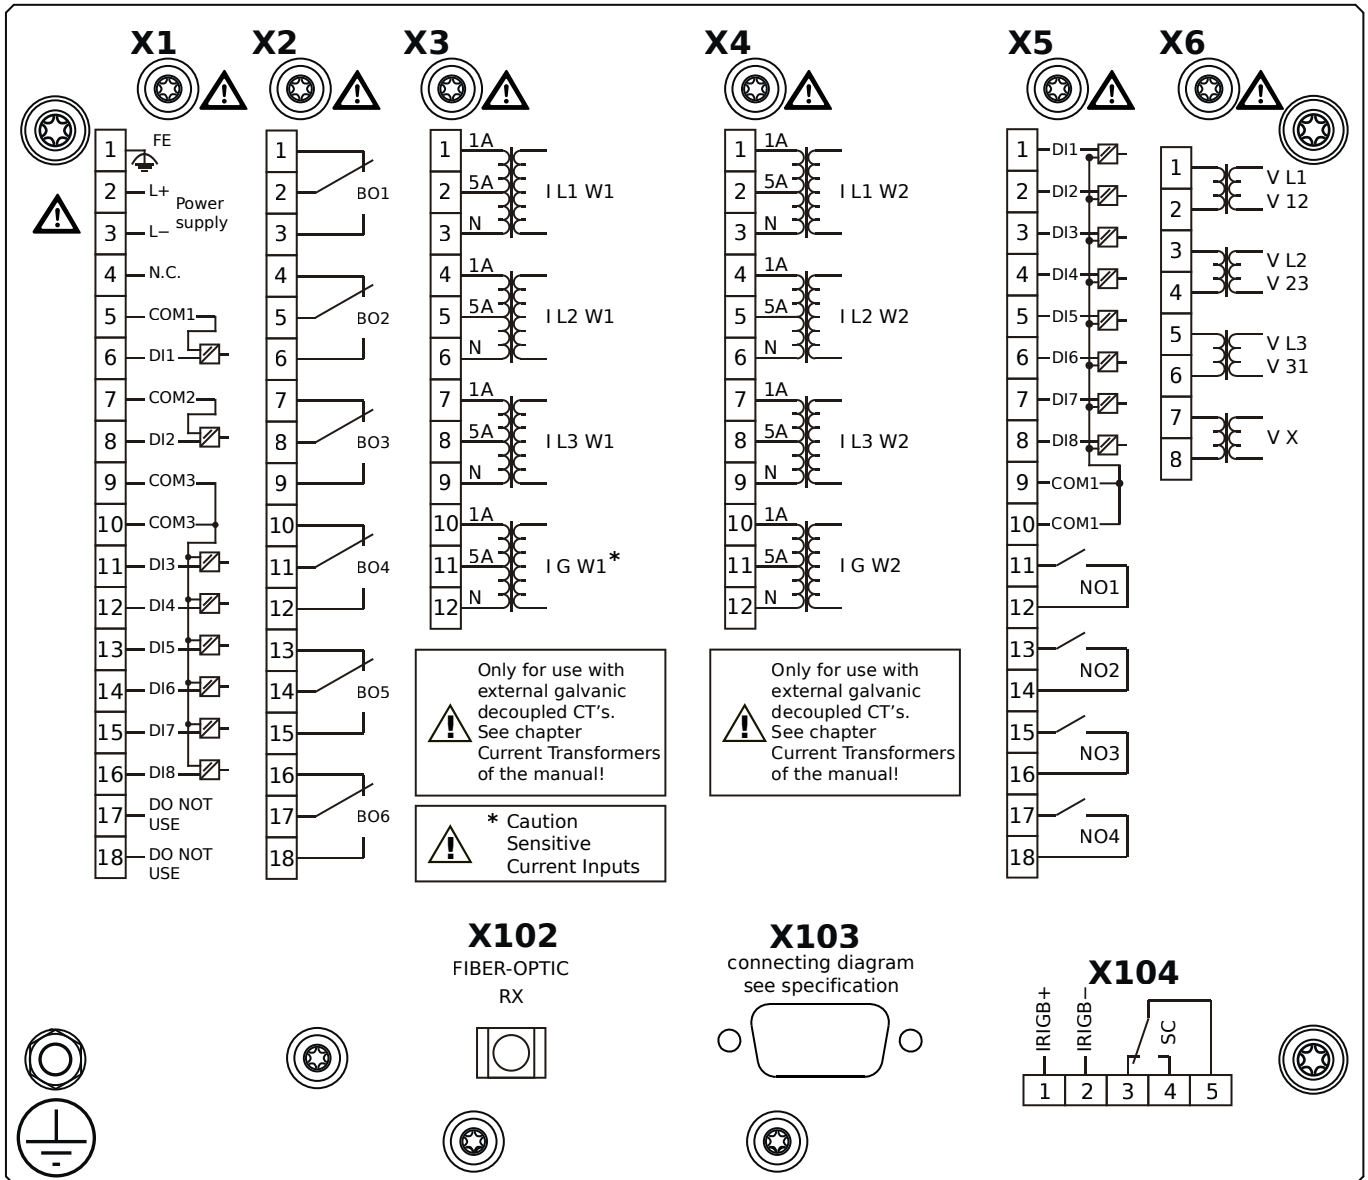 X1 X2 X3 X4 X5 X6
1 FE
2 L+
Power
supply
3 L−
4 N.C.
5 COM1
6 DI1
7 COM2
8 DI2
9 COM3
10 COM3
11 DI3
12 DI4
13 DI5
14 DI6
15 DI7
16 DI8
17 DO NOT
USE
18 DO NOT
USE
1
2 BO1
3
4
5 BO2
6
7
8 BO3
9
10
11 BO4
12
13
14 BO5
15
16
17 BO6
18
1 1A
2 5A I L1 W1
3 N
4 1A
5 5A I L2 W1
6 N
7 1A
8 5A I L3 W1
9 N
10 1A
11 5A I G W1*
12 N
Only for use with
external galvanic
decoupled CT's.
See chapter
Current Transformers
of the manual!
* Caution
Sensitive
Current Inputs
1 1A
2 5A I L1 W2
3 N
4 1A
5 5A I L2 W2
6 N
7 1A
8 5A I L3 W2
9 N
10 1A
11 5A I G W2
12 N
Only for use with
external galvanic
decoupled CT's.
See chapter
Current Transformers
of the manual!
1 DI1
2 DI2
3 DI3
4 DI4
5 DI5
6 DI6
7 DI7
8 DI8
9 COM1
10 COM1
11
NO1
12
13
NO2
14
15
NO3
16
17
NO4
18
1 V L1
2 V 12
3 V L2
4 V 23
5 V L3
6 V 31
7
V X
8
X102
FIBER-OPTIC
RX
X103
connecting diagram
see specification
X104
IRIGB+
IRIGB−
SC
1 2 3 4 5